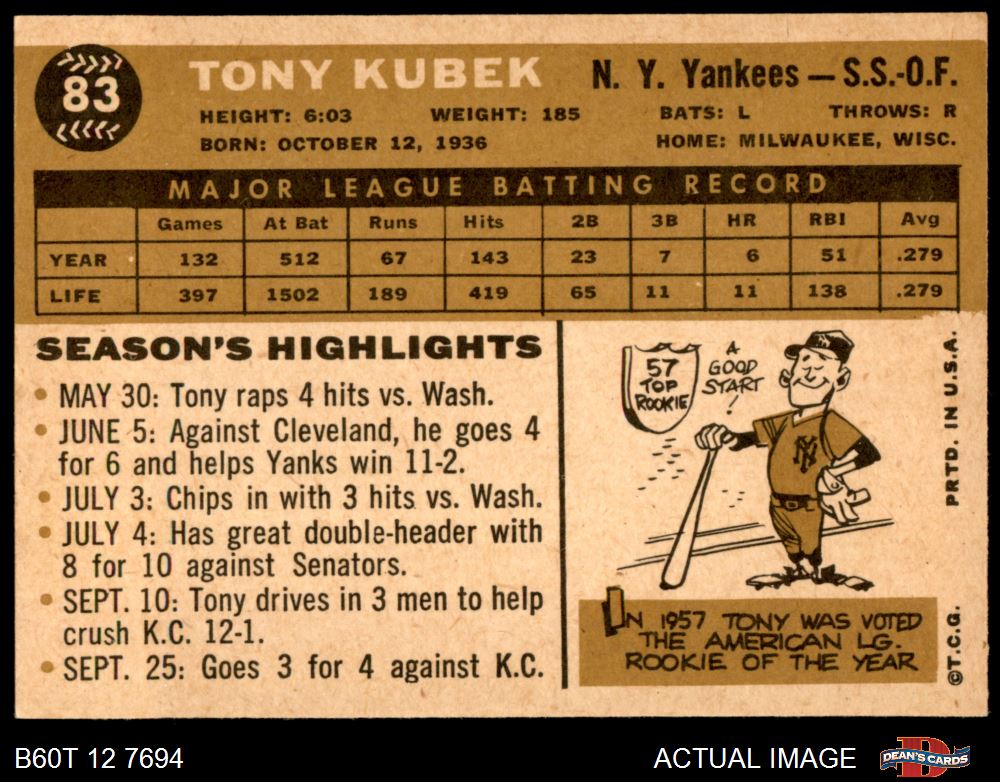 83
TONY KUBEK
N. Y. Yankees — S.S.-O.F.
HEIGHT: 6:03 WEIGHT: 185 BATS: L THROWS: R
BORN: OCTOBER 12, 1936 HOME: MILWAUKEE, WISC.
MAJOR LEAGUE BATTING RECORD
Games At Bat Runs Hits 2B 3B HR RBI Avg
YEAR 132 512 67 143 23 7 6 51 .279
LIFE 397 1502 189 419 65 11 11 138 .279
SEASON'S HIGHLIGHTS
• MAY 30: Tony raps 4 hits vs. Wash.
• JUNE 5: Against Cleveland, he goes 4
for 6 and helps Yanks win 11-2.
• JULY 3: Chips in with 3 hits vs. Wash.
• JULY 4: Has great double-header with
8 for 10 against Senators.
• SEPT. 10: Tony drives in 3 men to help
crush K.C. 12-1.
• SEPT. 25: Goes 3 for 4 against K.C.
57
TOP
ROOKIE
A
GOOD
START
!
NY
IN 1957 TONY WAS VOTED
THE AMERICAN LG.
ROOKIE OF THE YEAR
PRTD. IN U.S.A.
©T.C.G.
B60T 12 7694
ACTUAL IMAGE
DEAN'S CARDS